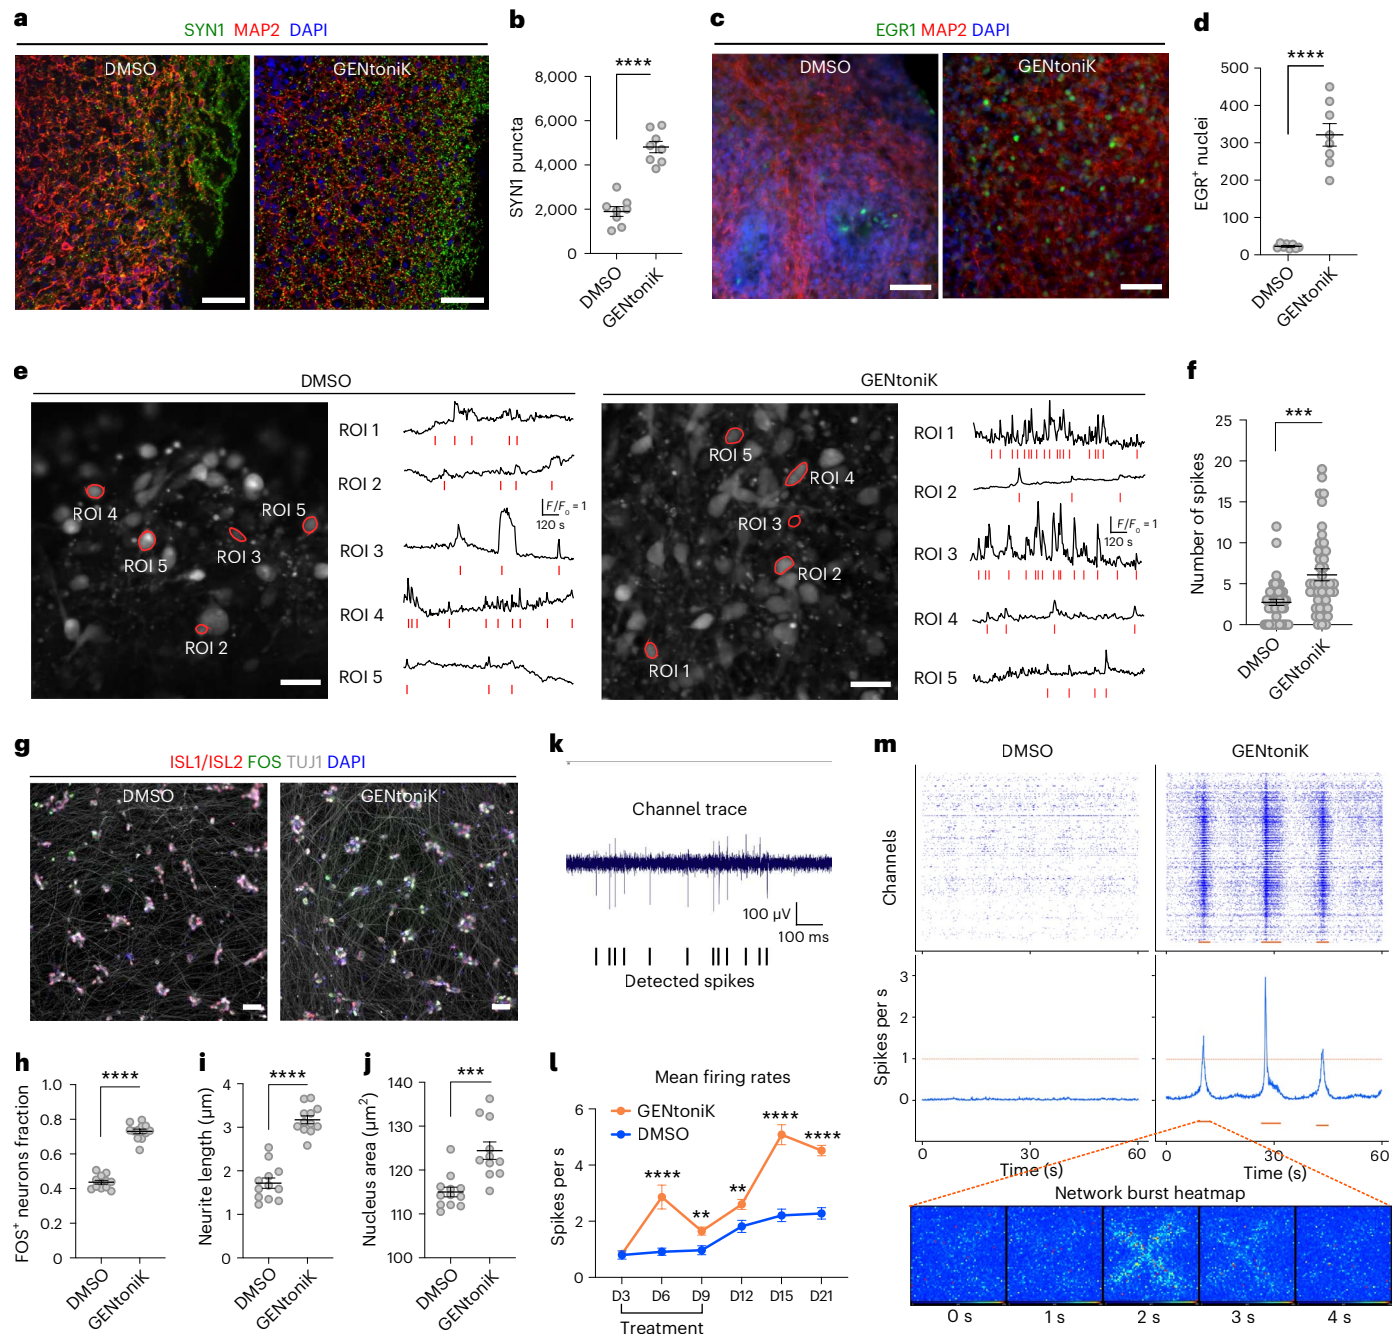 a
SYN1 MAP2 DAPI
DMSO
GENtoniK
b
****
8,000
6,000
4,000
2,000
0
SYN1 puncta
DMSO
GENtoniK
c
EGR1 MAP2 DAPI
DMSO
GENtoniK
d
****
500
400
300
200
100
0
EGR+ nuclei
DMSO
GENtoniK
e
DMSO
ROI 4
ROI 5
ROI 3
ROI 5
ROI 2
ROI 1
ROI 2
ROI 3
ROI 4
ROI 5
F/F0 = 1
120 s
GENtoniK
ROI 5
ROI 4
ROI 3
ROI 2
ROI 1
ROI 1
ROI 2
ROI 3
ROI 4
ROI 5
F/F0 = 1
120 s
f
***
25
20
15
10
5
0
Number of spikes
DMSO
GENtoniK
g
ISL1/ISL2 FOS TUJ1 DAPI
DMSO
GENtoniK
h
****
1.0
0.8
0.6
0.4
0.2
0
FOS+ neurons fraction
DMSO
GENtoniK
i
****
4
3
2
1
0
Neurite length (μm)
DMSO
GENtoniK
j
***
140
130
120
110
100
Nucleus area (μm2)
DMSO
GENtoniK
k
Channel trace
100 μV
100 ms
Detected spikes
l
Mean firing rates
GENtoniK
DMSO
****
**
**
****
****
6
4
2
0
Spikes per s
D3 D6 D9 D12 D15 D21
Treatment
m
DMSO
GENtoniK
Channels
3
2
1
0
Spikes per s
0 30 60
Time (s)
0 30 60
Time (s)
Network burst heatmap
0 s 1 s 2 s 3 s 4 s